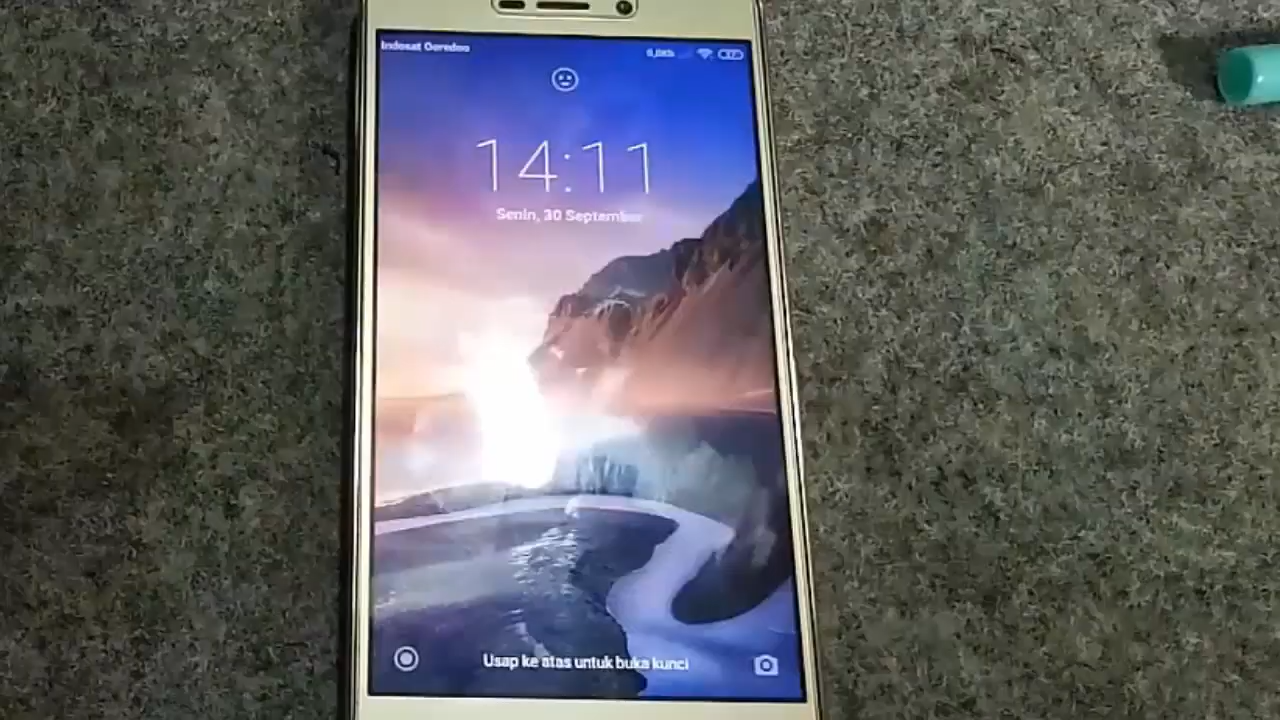 Indosat Ooredoo
14:11
Senin, 30 September
Usap ke atas untuk buka kunci